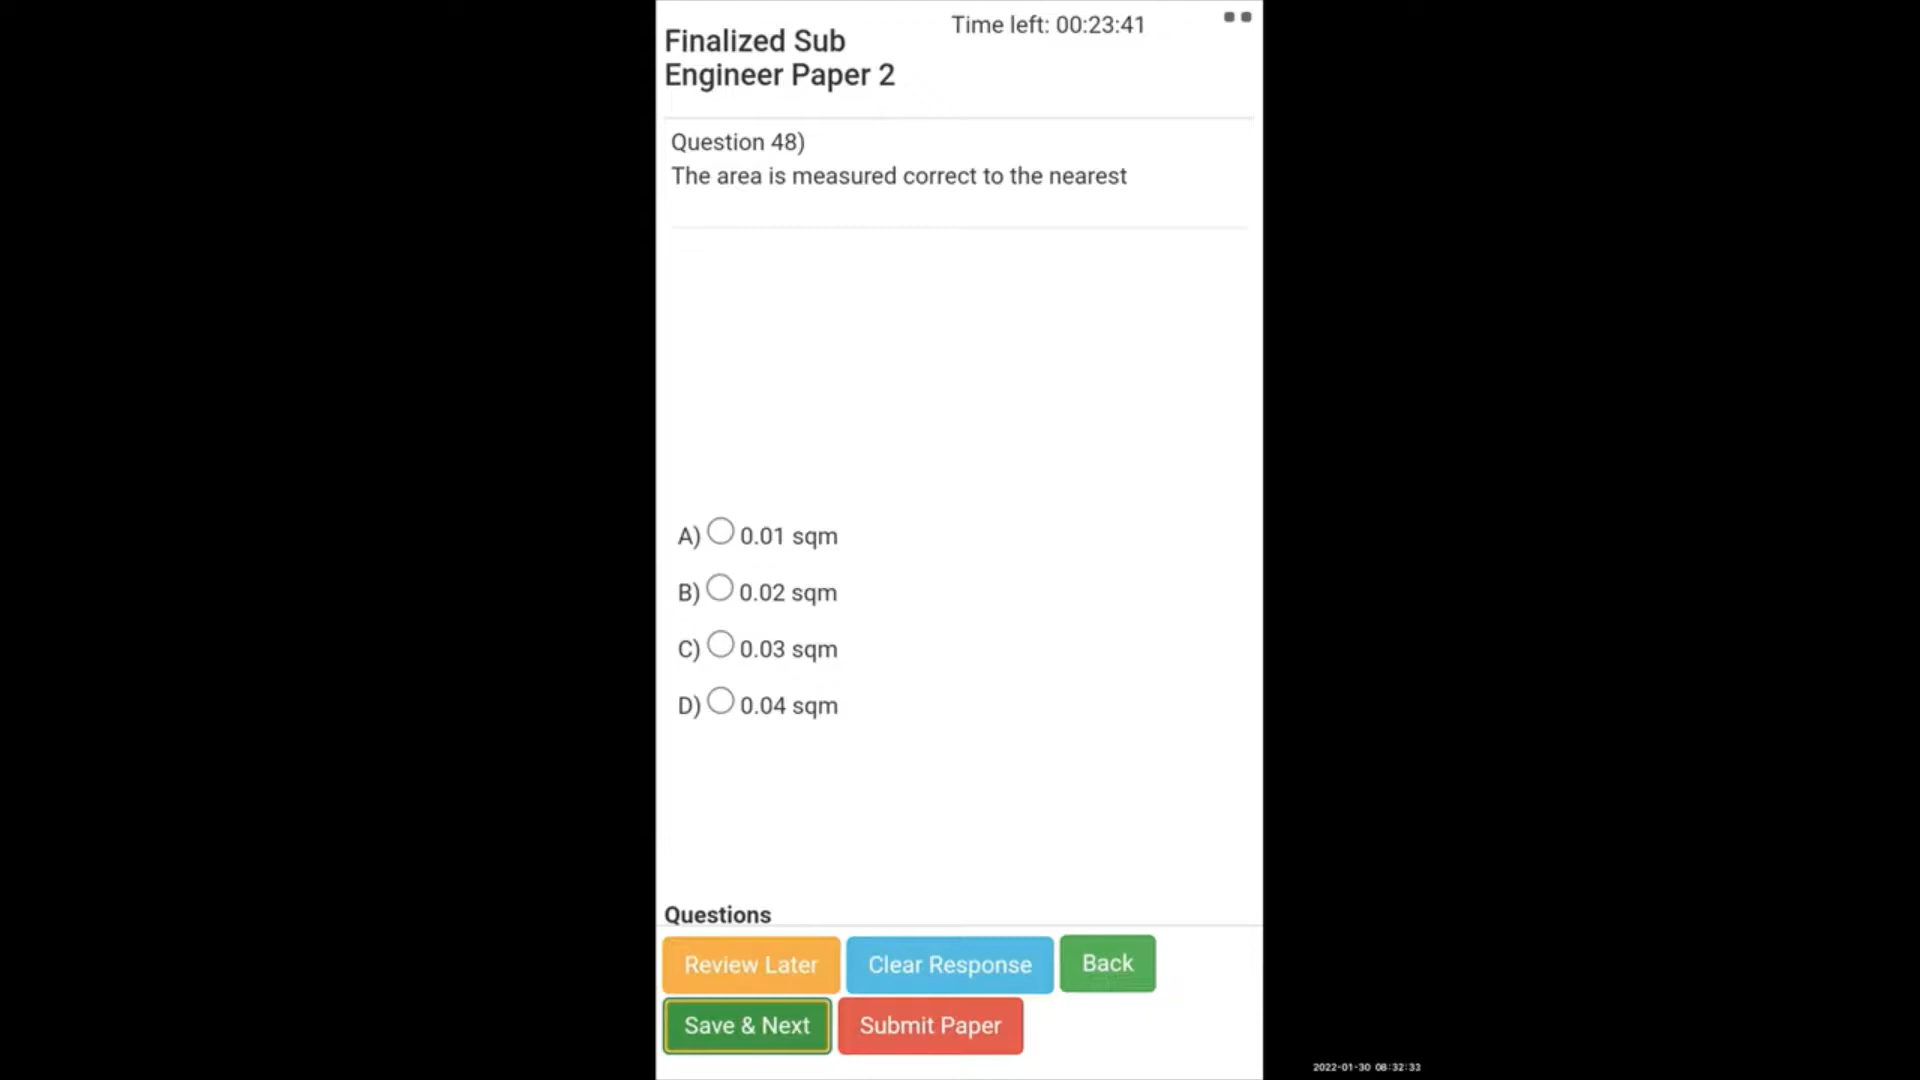 Finalized Sub
Engineer Paper 2
Time left: 00:23:41
Question 48)
The area is measured correct to the nearest
A) 0.01 sqm
B) 0.02 sqm
C) 0.03 sqm
D) 0.04 sqm
Questions
Review Later
Clear Response
Back
Save & Next
Submit Paper
2022-01-30 08:32:33